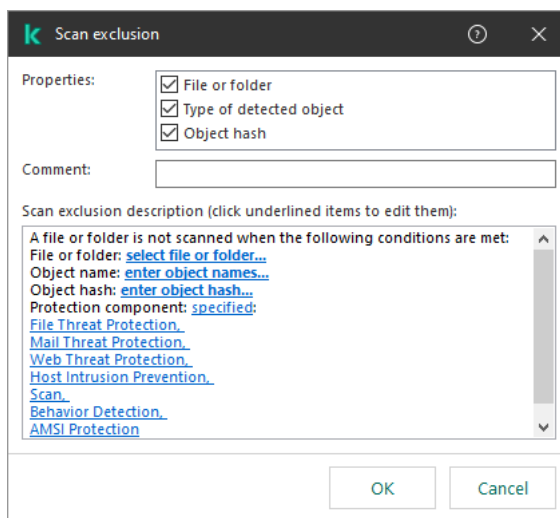 Scan exclusion
Properties:
File or folder
Type of detected object
Object hash
Comment:
Scan exclusion description (click underlined items to edit them):
A file or folder is not scanned when the following conditions are met:
File or folder: select file or folder...
Object name: enter object names...
Object hash: enter object hash...
Protection component: specified:
File Threat Protection,
Mail Threat Protection,
Web Threat Protection,
Host Intrusion Prevention,
Scan,
Behavior Detection,
AMSI Protection
OK
Cancel